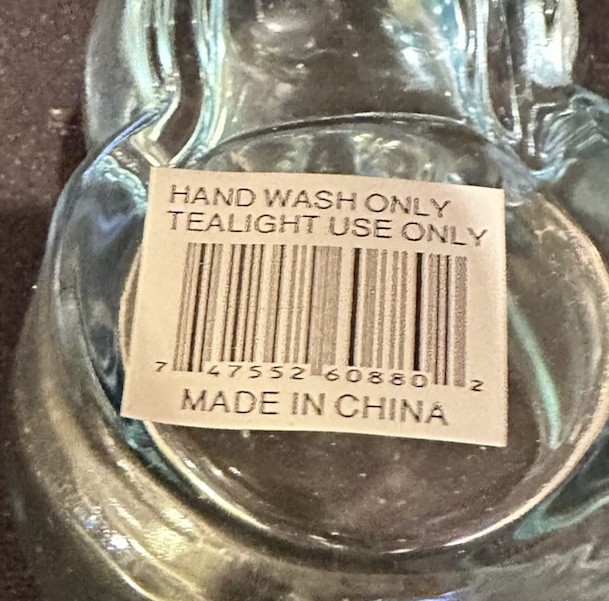 HAND WASH ONLY
TEALIGHT USE ONLY
7 47552 60880 2
MADE IN CHINA